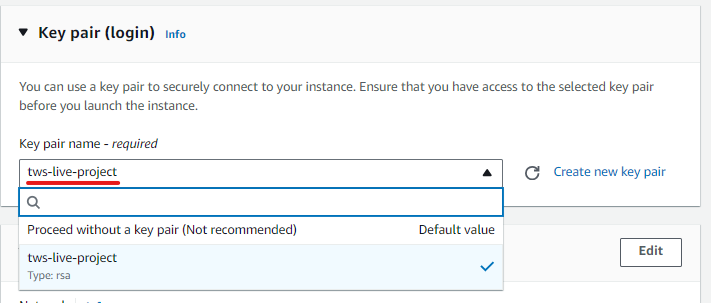 Key pair (login) Info
You can use a key pair to securely connect to your instance. Ensure that you have access to the selected key pair
before you launch the instance.
Key pair name - required
tws-live-project
Create new key pair
Proceed without a key pair (Not recommended) Default value
tws-live-project
Type: rsa
Edit